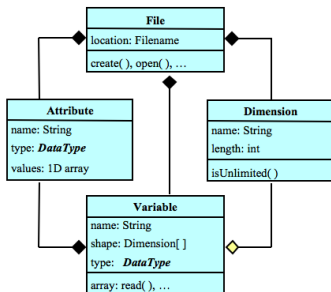 File
location: Filename
create( ), open( ), ...
Attribute
name: String
type: DataType
values: 1D array
Dimension
name: String
length: int
isUnlimited( )
Variable
name: String
shape: Dimension[ ]
type: DataType
array: read( ), ...